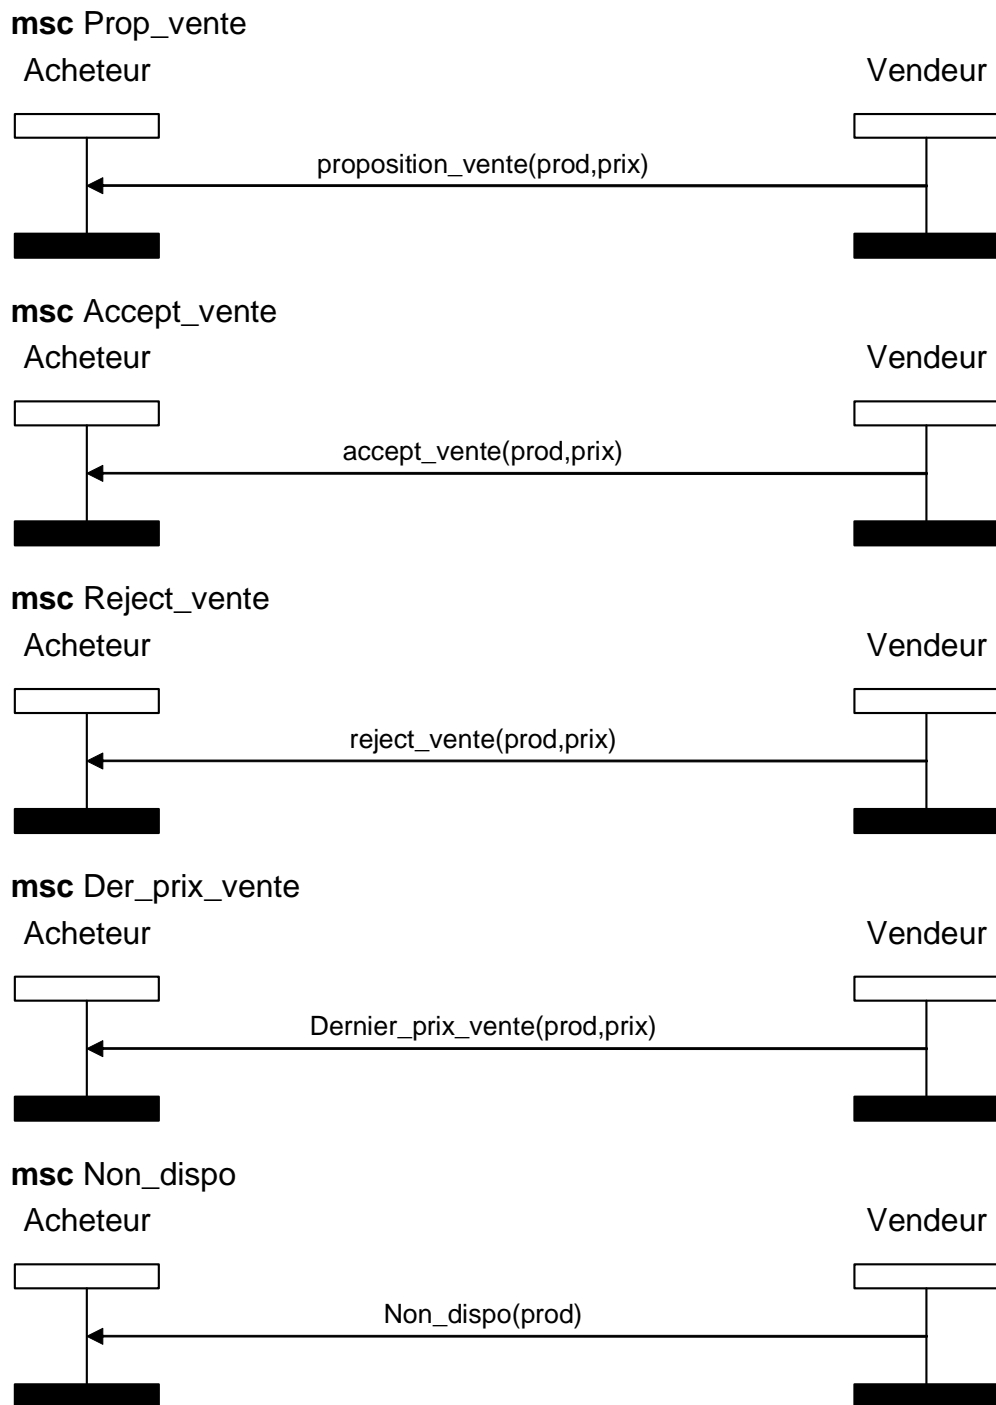 msc Prop_vente
Acheteur Vendeur
proposition_vente(prod,prix)
msc Accept_vente
Acheteur Vendeur
accept_vente(prod,prix)
msc Reject_vente
Acheteur Vendeur
reject_vente(prod,prix)
msc Der_prix_vente
Acheteur Vendeur
Dernier_prix_vente(prod,prix)
msc Non_dispo
Acheteur Vendeur
Non_dispo(prod)